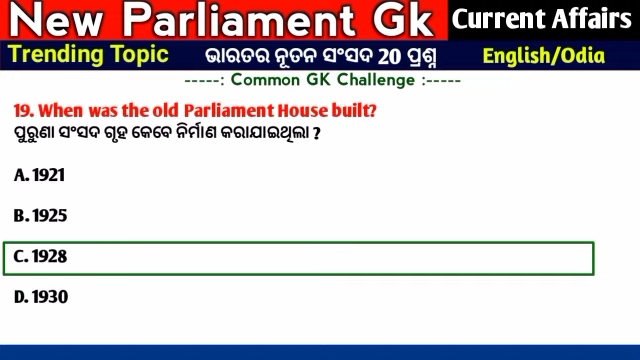 New Parliament Gk Current Affairs
Trending Topic ଭାରତର ନୂତନ ସଂସଦ 20 ପ୍ରଶ୍ନ English/Odia
-----: Common GK Challenge :-----
19. When was the old Parliament House built?
ପୁରୁଣା ସଂସଦ ଗୃହ କେବେ ନିର୍ମାଣ କରାଯାଇଥିଲା ?
A. 1921
B. 1925
C. 1928
D. 1930